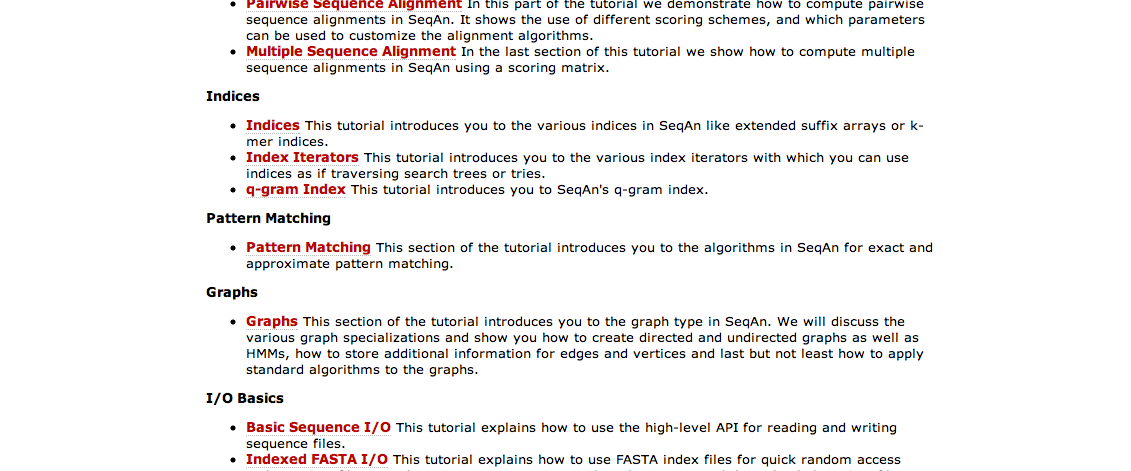 Pairwise Sequence Alignment In this part of the tutorial we demonstrate how to compute pairwise
sequence alignments in SeqAn. It shows the use of different scoring schemes, and which parameters
can be used to customize the alignment algorithms.
Multiple Sequence Alignment In the last section of this tutorial we show how to compute multiple
sequence alignments in SeqAn using a scoring matrix.
Indices
Indices This tutorial introduces you to the various indices in SeqAn like extended suffix arrays or k-
mer indices.
Index Iterators This tutorial introduces you to the various index iterators with which you can use
indices as if traversing search trees or tries.
q-gram Index This tutorial introduces you to SeqAn's q-gram index.
Pattern Matching
Pattern Matching This section of the tutorial introduces you to the algorithms in SeqAn for exact and
approximate pattern matching.
Graphs
Graphs This section of the tutorial introduces you to the graph type in SeqAn. We will discuss the
various graph specializations and show you how to create directed and undirected graphs as well as
HMMs, how to store additional information for edges and vertices and last but not least how to apply
standard algorithms to the graphs.
I/O Basics
Basic Sequence I/O This tutorial explains how to use the high-level API for reading and writing
sequence files.
Indexed FASTA I/O This tutorial explains how to use FASTA index files for quick random access